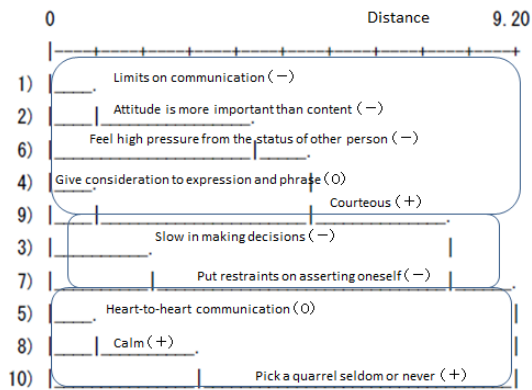 0 Distance 9.20
1) Limits on communication(－)
2) Attitude is more important than content(－)
6) Feel high pressure from the status of other person(－)
4) Give consideration to expression and phrase(0)
9) Courteous(＋)
3) Slow in making decisions(－)
7) Put restraints on asserting oneself(－)
5) Heart-to-heart communication(0)
8) Calm(＋)
10) Pick a quarrel seldom or never(＋)